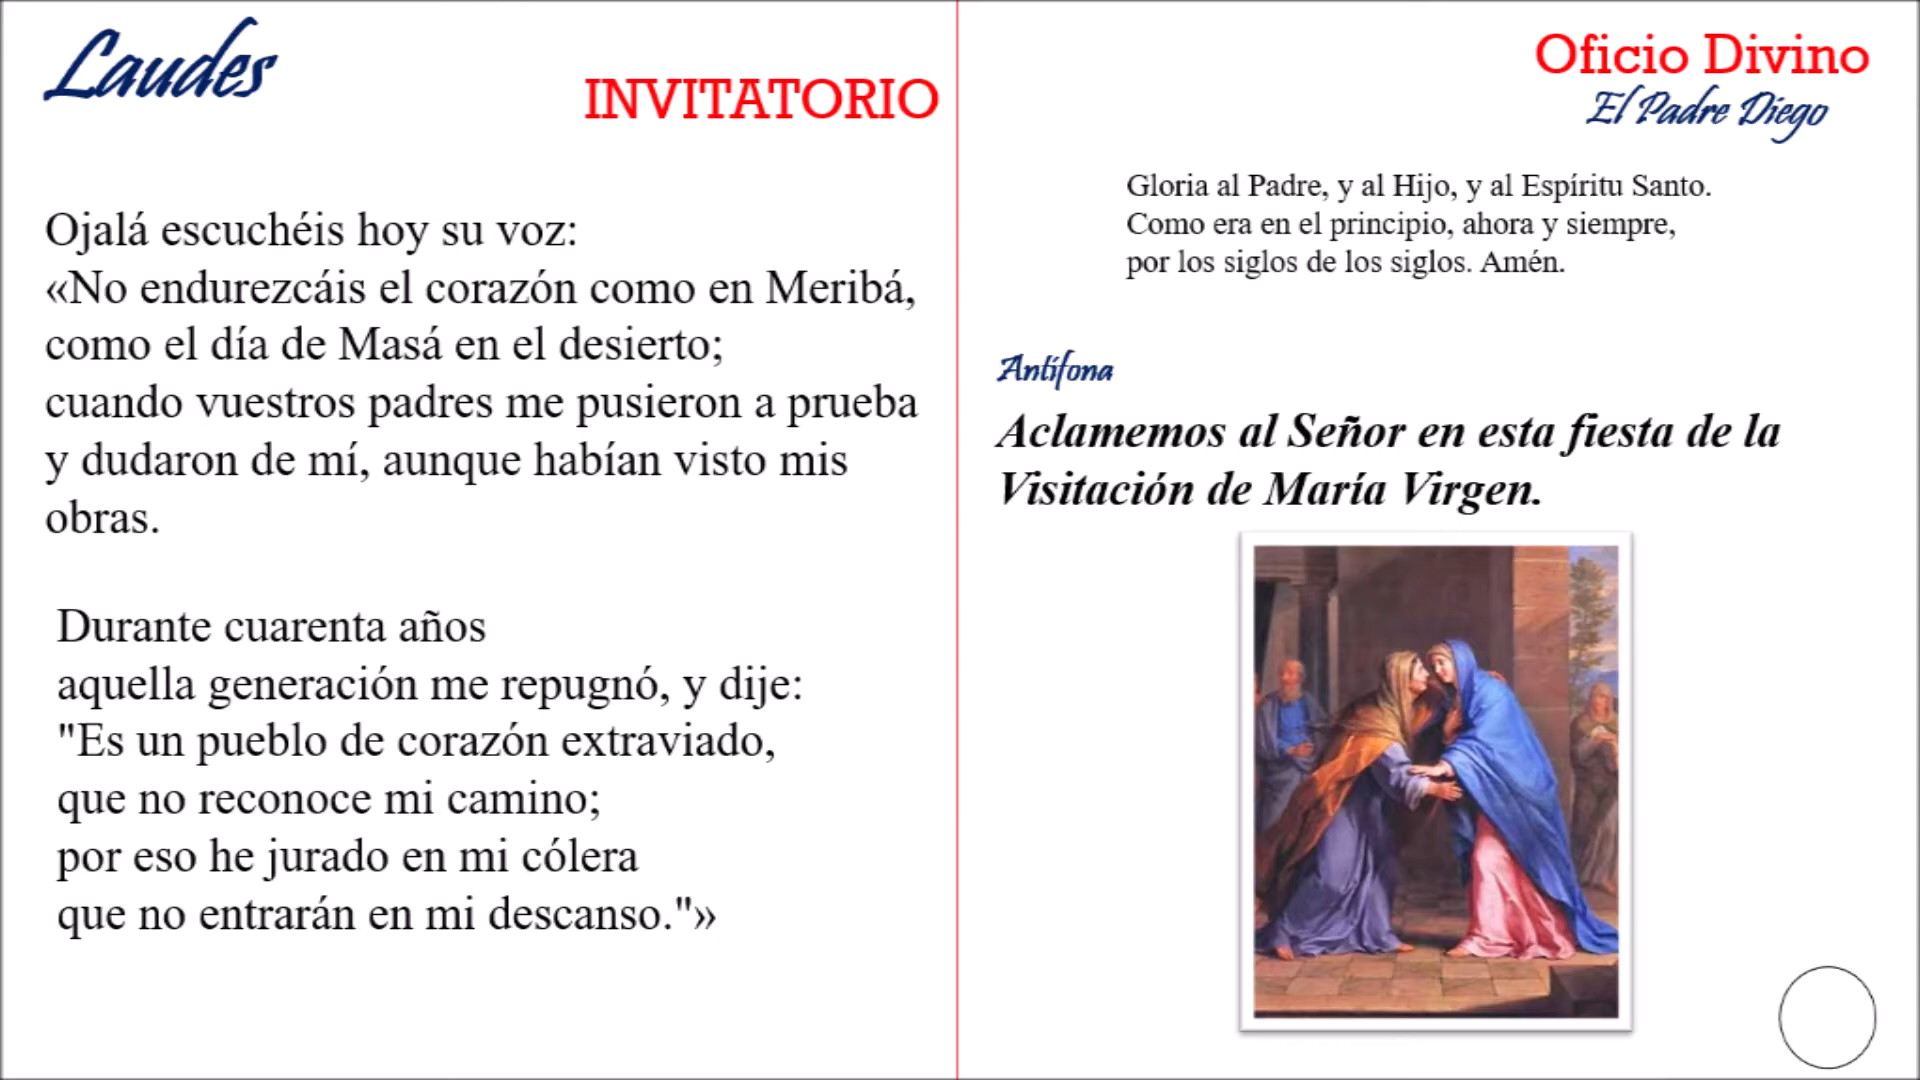 Laudes
INVITATORIO
Ojalá escuchéis hoy su voz:
«No endurezcáis el corazón como en Meribá,
como el día de Masá en el desierto;
cuando vuestros padres me pusieron a prueba
y dudaron de mí, aunque habían visto mis
obras.
Durante cuarenta años
aquella generación me repugnó, y dije:
"Es un pueblo de corazón extraviado,
que no reconoce mi camino;
por eso he jurado en mi cólera
que no entrarán en mi descanso."»
Oficio Divino
El Padre Diego
Gloria al Padre, y al Hijo, y al Espíritu Santo.
Como era en el principio, ahora y siempre,
por los siglos de los siglos. Amén.
Antífona
Aclamemos al Señor en esta fiesta de la
Visitación de María Virgen.